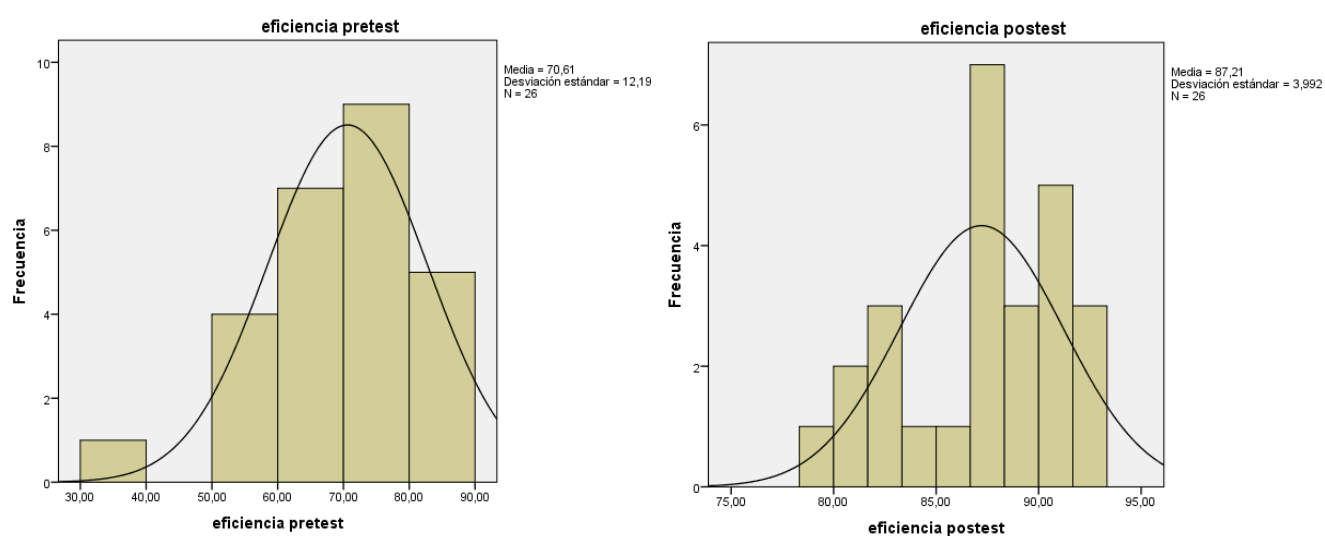 eficiencia pretest
Media = 70,61
Desviación estándar = 12,19
N = 26
10
8
6
4
2
0
Frecuencia
30,00 40,00 50,00 60,00 70,00 80,00 90,00
eficiencia pretest
eficiencia postest
Media = 87,21
Desviación estándar = 3,992
N = 26
6
4
2
0
Frecuencia
75,00 80,00 85,00 90,00 95,00
eficiencia postest